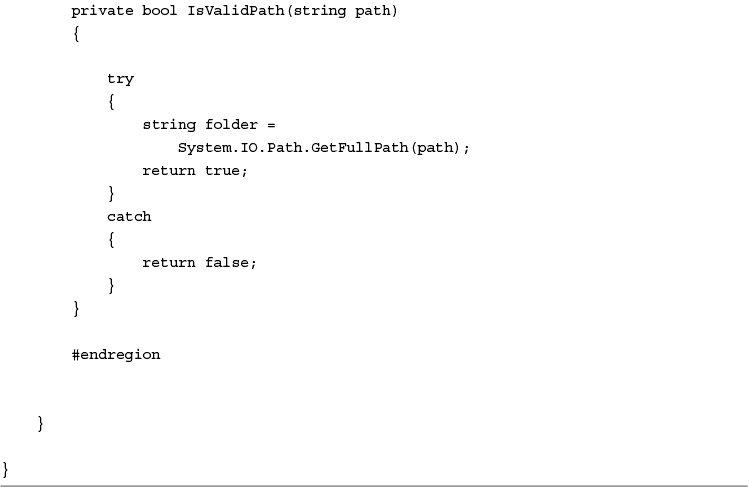 private bool IsValidPath(string path)
{
try
{
string folder =
System.IO.Path.GetFullPath(path);
return true;
}
catch
{
return false;
}
}
#endregion
}
}